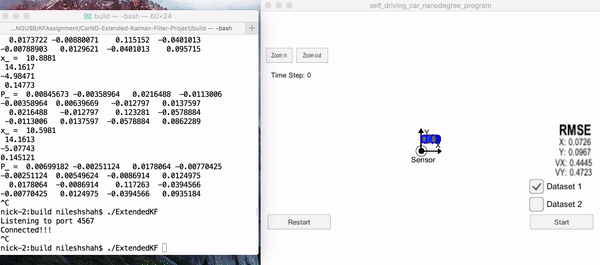 build — -bash — 60×24
...NGUSB/KFAssignment/CarND-Extended-Kalman-Filter-Project/build — -bash
0.0173722 -0.00880071 0.115152 -0.0401013
-0.00788903 0.0129621 -0.0401013 0.095715
x_ = 10.8881
14.1617
-4.98471
0.14773
P_ = 0.00845673 -0.00358964 0.0216488 -0.0113006
-0.00358964 0.00639669 -0.012797 0.0137597
0.0216488 -0.012797 0.123281 -0.0578884
-0.0113006 0.0137597 -0.0578884 0.0862289
x_ = 10.5981
14.1613
-5.07743
0.145121
P_ = 0.00699182 -0.00251124 0.0178064 -0.00770425
-0.00251124 0.00549624 -0.0086914 0.0124975
0.0178064 -0.0086914 0.117263 -0.0394566
-0.00770425 0.0124975 -0.0394566 0.0935184
^C
nick-2:build nileshshah$ ./ExtendedKF
Listening to port 4567
Connected!!!
^C
nick-2:build nileshshah$ ./ExtendedKF
self_driving_car_nanodegree_program
Zoom in
Zoom out
Time Step: 0
Y
X
Sensor
RMSE
X: 0.0726
Y: 0.0967
VX: 0.4445
VY: 0.4723
Dataset 1
Dataset 2
Restart
Start